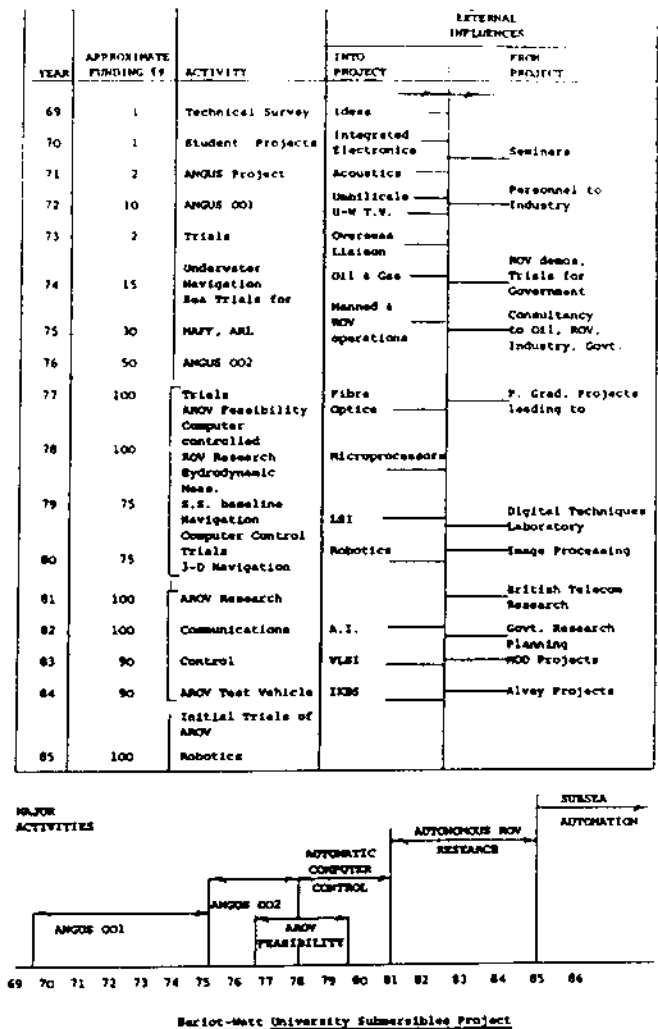 EXTERNAL
INFLUENCES
APPROXIMATE INTO FROM
YEAR FUNDING ACTIVITY PROJECT PROJECT
69 1 Technical Survey Ideas
70 1 Student Projects Integrated
Electronics Seminars
71 2 ANGUS Project Acoustics
72 10 ANGUS 001 Umbilicals Personnel to
U-W T.V. Industry
73 2 Trials Overseas
Liaison
Underwater ROV demos,
74 15 Navigation Oil & Gas Trials for
Sea Trials for Government
Manned &
75 30 MAFF, ARL ROV Consultancy
operations to Oil, ROV,
Industry, Govt.
76 50 ANGUS 002
77 100 Trials Fibre P. Grad. Projects
AROV Feasibility Optics leading to
Computer
controlled
78 100 ROV Research Microprocessors
Hydrodynamic
Meas.
79 75 S.S. baseline
Navigation LSI Digital Techniques
Computer Control Laboratory
80 75 Trials Robotics Image Processing
3-D Navigation
81 100 AROV Research British Telecom
Research
82 100 Communications A.I. Govt. Research
Planning
83 90 Control VLSI MOD Projects
84 90 AROV Test Vehicle IKBS Alvey Projects
Initial Trials of
AROV
85 100 Robotics
MAJOR
ACTIVITIES
SUBSEA
AUTOMATION
AUTONOMOUS ROV
RESEARCH
AUTOMATIC
COMPUTER
CONTROL
ANGUS 002
ANGUS 001
AROV
FEASIBILITY
69 70 71 72 73 74 75 76 77 78 79 80 81 82 83 84 85 86
Heriot-Watt University Submersibles Project